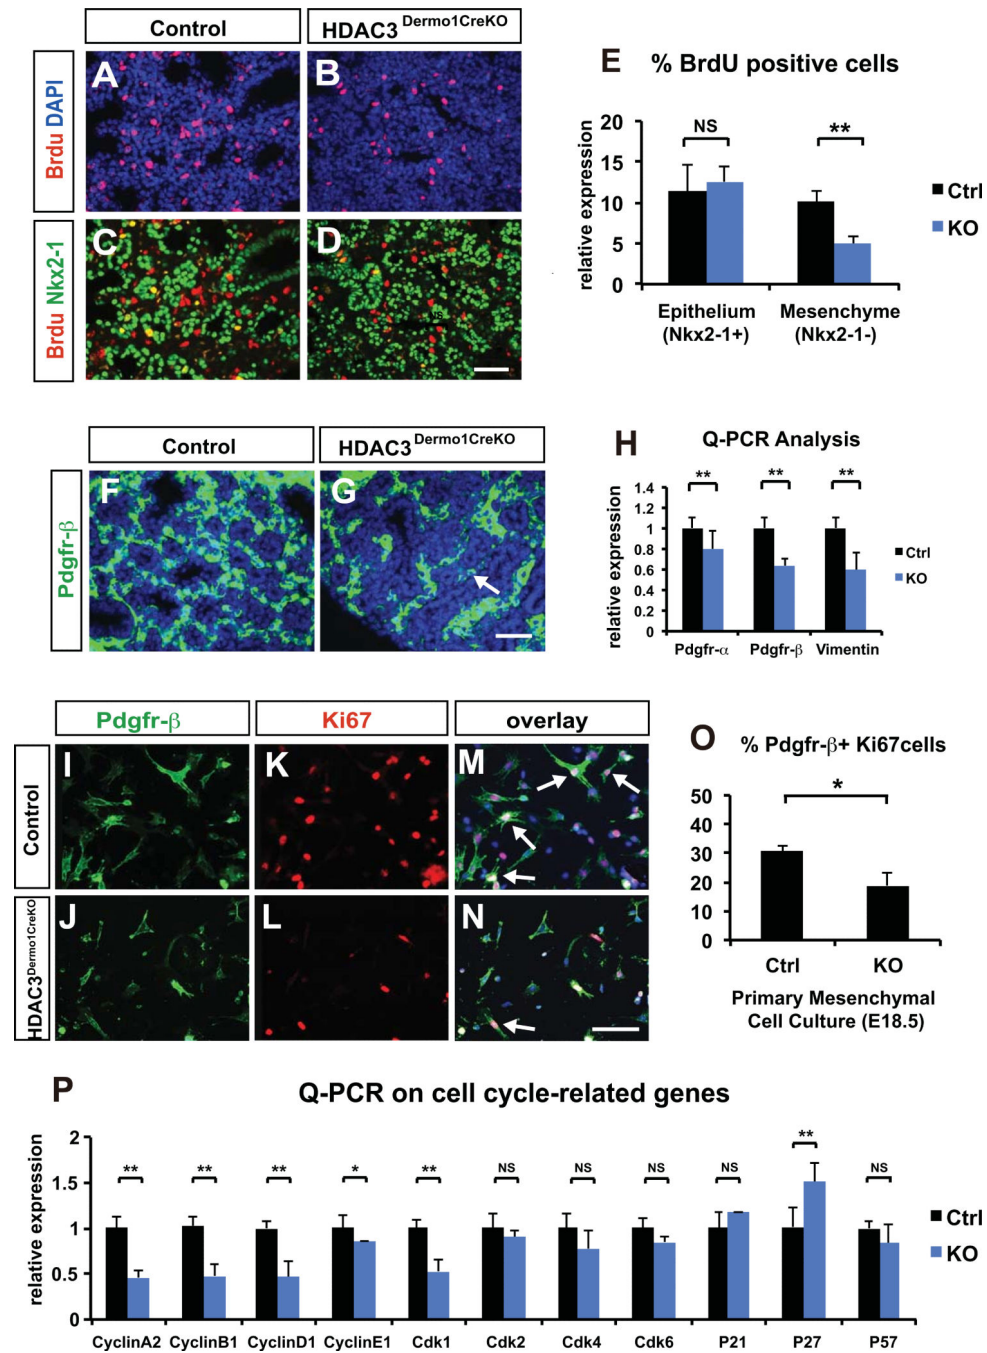 Control
HDAC3 Dermo1CreKO
Brdu DAPI
A
B
Brdu Nkx2-1
C
D
NS
E % BrdU positive cells
relative expression
20
15
10
5
0
NS
**
Epithelium
(Nkx2-1+)
Mesenchyme
(Nkx2-1-)
Ctrl
KO
Control
HDAC3 Dermo1CreKO
Pdgfr-β
F
G
H Q-PCR Analysis
relative expression
1.4
1.2
1
0.8
0.6
0.4
0.2
0
** ** **
Pdgfr-α Pdgfr-β Vimentin
Ctrl
KO
Pdgfr-β
Ki67
overlay
Control
I
K
M
HDAC3Dermo1CreKO
J
L
N
O % Pdgfr-β+ Ki67cells
50
40
30
20
10
0
*
Ctrl KO
Primary Mesenchymal
Cell Culture (E18.5)
P Q-PCR on cell cycle-related genes
relative expression
2
1.5
1
0.5
0
** ** ** * ** NS NS NS NS ** NS
CyclinA2 CyclinB1 CyclinD1 CyclinE1 Cdk1 Cdk2 Cdk4 Cdk6 P21 P27 P57
Ctrl
KO